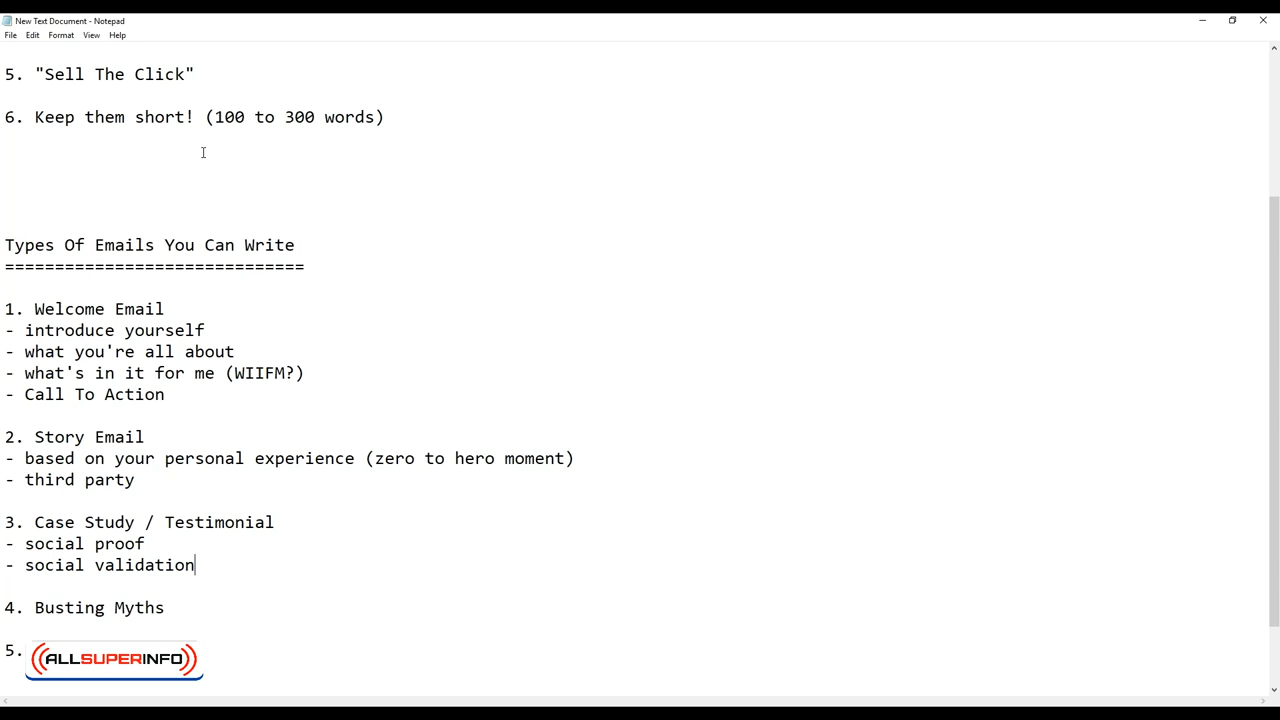 New Text Document - Notepad
File Edit Format View Help
5. "Sell The Click"
6. Keep them short! (100 to 300 words)
Types Of Emails You Can Write
==============================
1. Welcome Email
- introduce yourself
- what you're all about
- what's in it for me (WIIFM?)
- Call To Action
2. Story Email
- based on your personal experience (zero to hero moment)
- third party
3. Case Study / Testimonial
- social proof
- social validation
4. Busting Myths
5.
ALLSUPERINFO